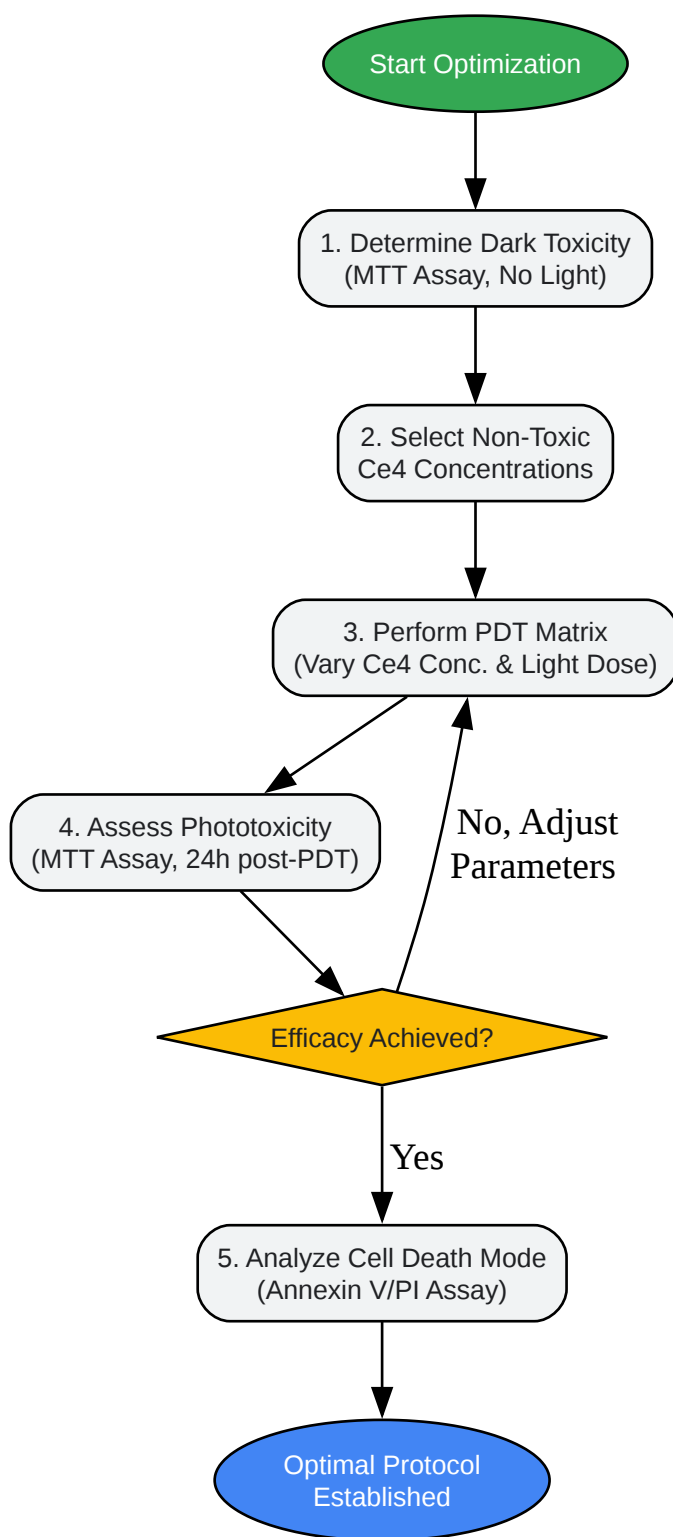 Start Optimization
1. Determine Dark Toxicity
(MTT Assay, No Light)
2. Select Non-Toxic
Ce4 Concentrations
3. Perform PDT Matrix
(Vary Ce4 Conc. & Light Dose)
4. Assess Phototoxicity
(MTT Assay, 24h post-PDT)
No, Adjust
Parameters
Efficacy Achieved?
Yes
5. Analyze Cell Death Mode
(Annexin V/PI Assay)
Optimal Protocol
Established